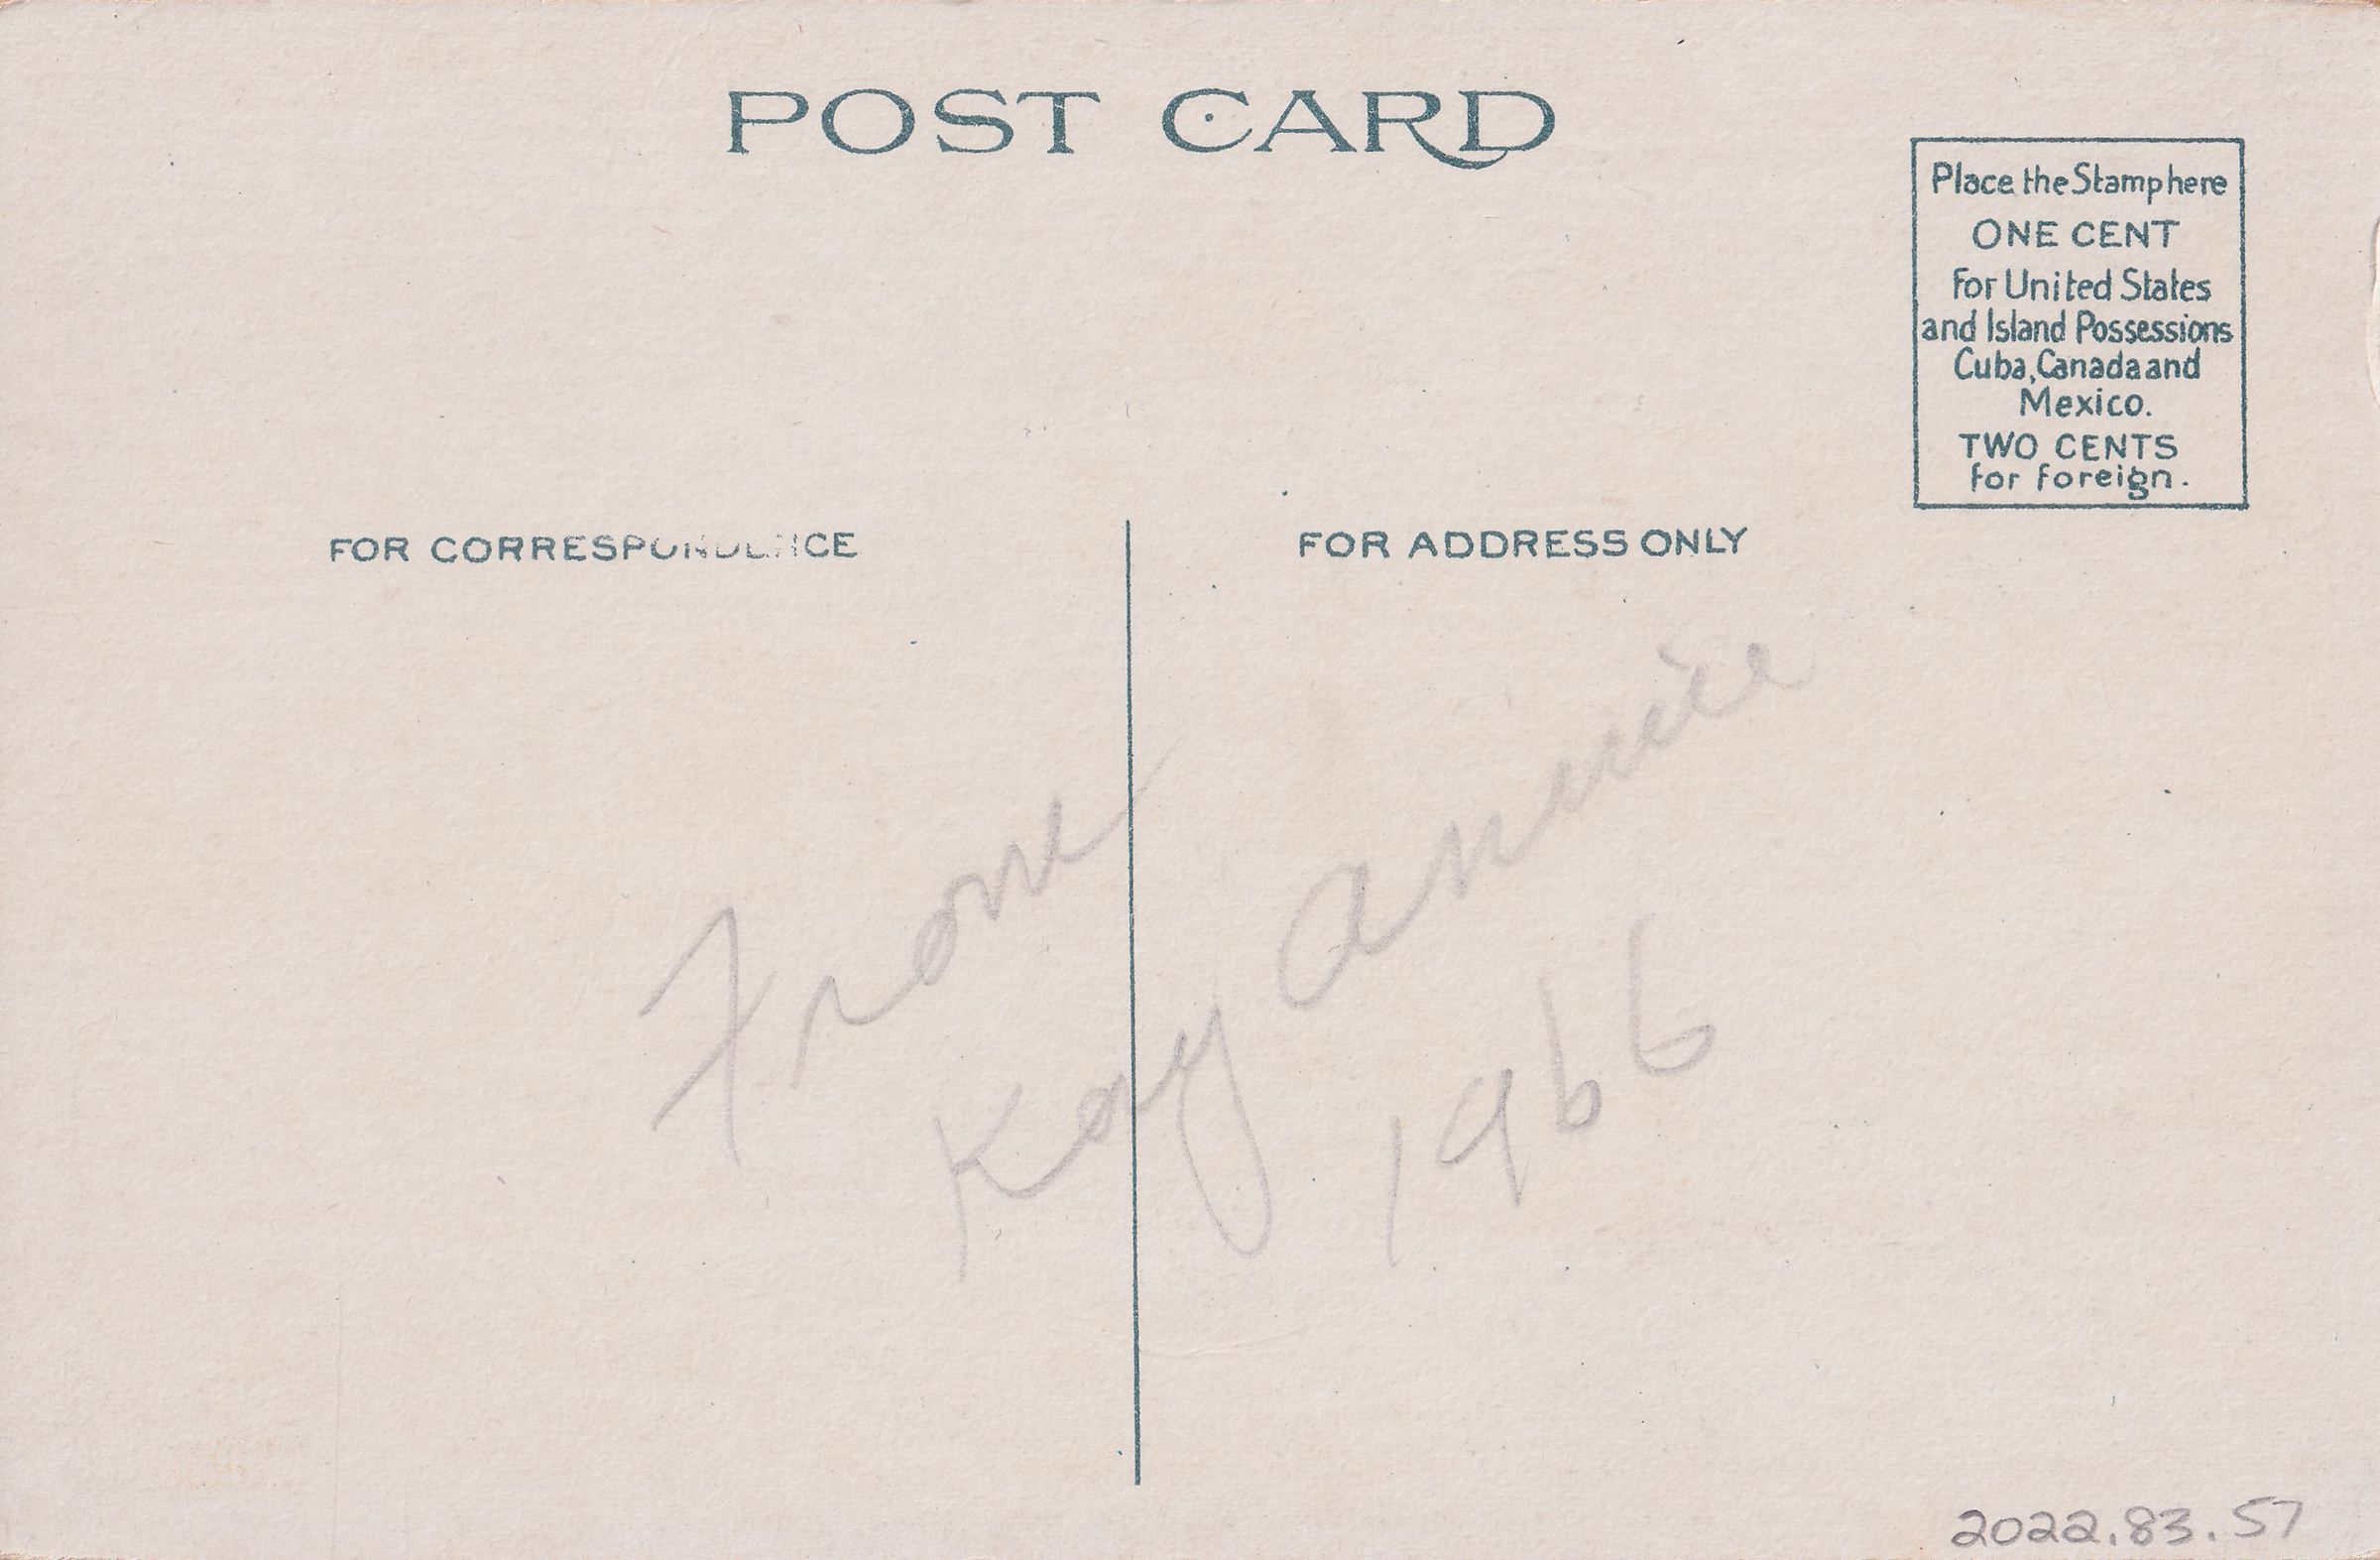 POST CARD
Place the Stamp here
ONE CENT
For United States
and Island Possessions
Cuba, Canada and
Mexico.
TWO CENTS
for foreign.
FOR CORRESPONDENCE
FOR ADDRESS ONLY
From
Kay
1966
2022.83.57